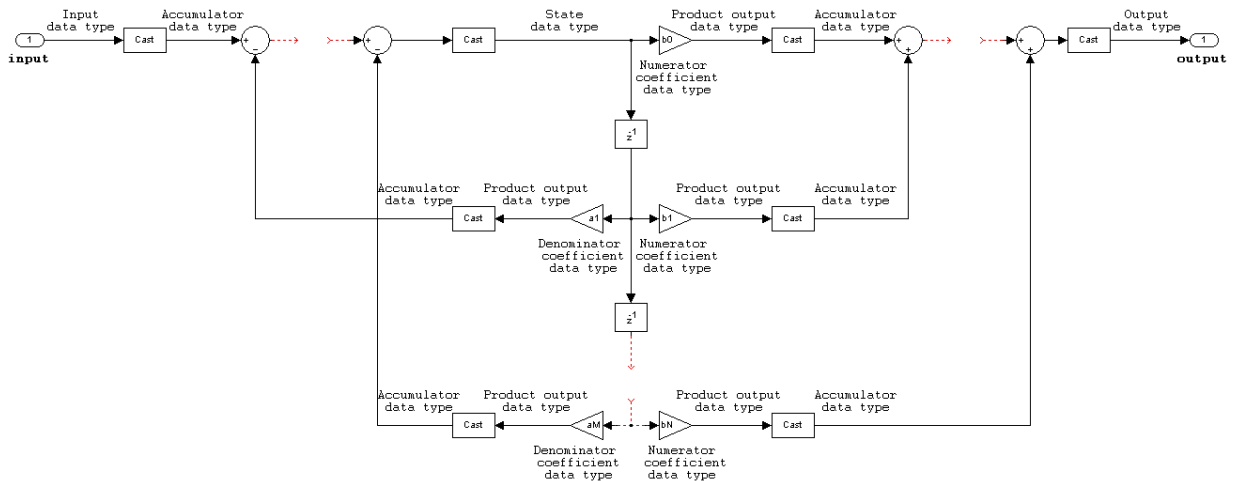 Input
data type
Accumulator
data type
State
data type
Product output
data type
Accumulator
data type
Output
data type
1
input
Cast
+
−
+
−
Cast
b0
Cast
+
+
+
+
Cast
1
output
Numerator
coefficient
data type
z-1
Accumulator
data type
Product output
data type
Product output
data type
Accumulator
data type
Cast
a1
b1
Cast
Denominator
coefficient
data type
Numerator
coefficient
data type
z-1
Accumulator
data type
Product output
data type
Product output
data type
Accumulator
data type
Cast
aM
bN
Cast
Denominator
coefficient
data type
Numerator
coefficient
data type